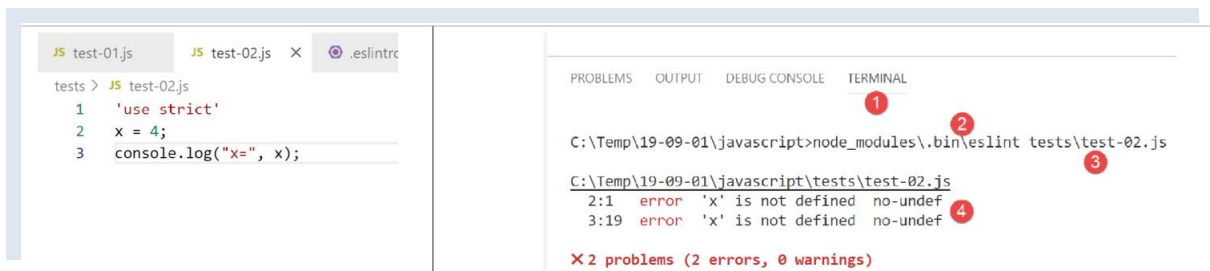 JS test-01.js JS test-02.js × .eslintrc
tests > JS test-02.js
1 'use strict'
2 x = 4;
3 console.log("x=", x);
PROBLEMS OUTPUT DEBUG CONSOLE TERMINAL
1
2
C:\Temp\19-09-01\javascript>node_modules\.bin\eslint tests\test-02.js
3
C:\Temp\19-09-01\javascript\tests\test-02.js
2:1 error 'x' is not defined no-undef
3:19 error 'x' is not defined no-undef
4
✕ 2 problems (2 errors, 0 warnings)